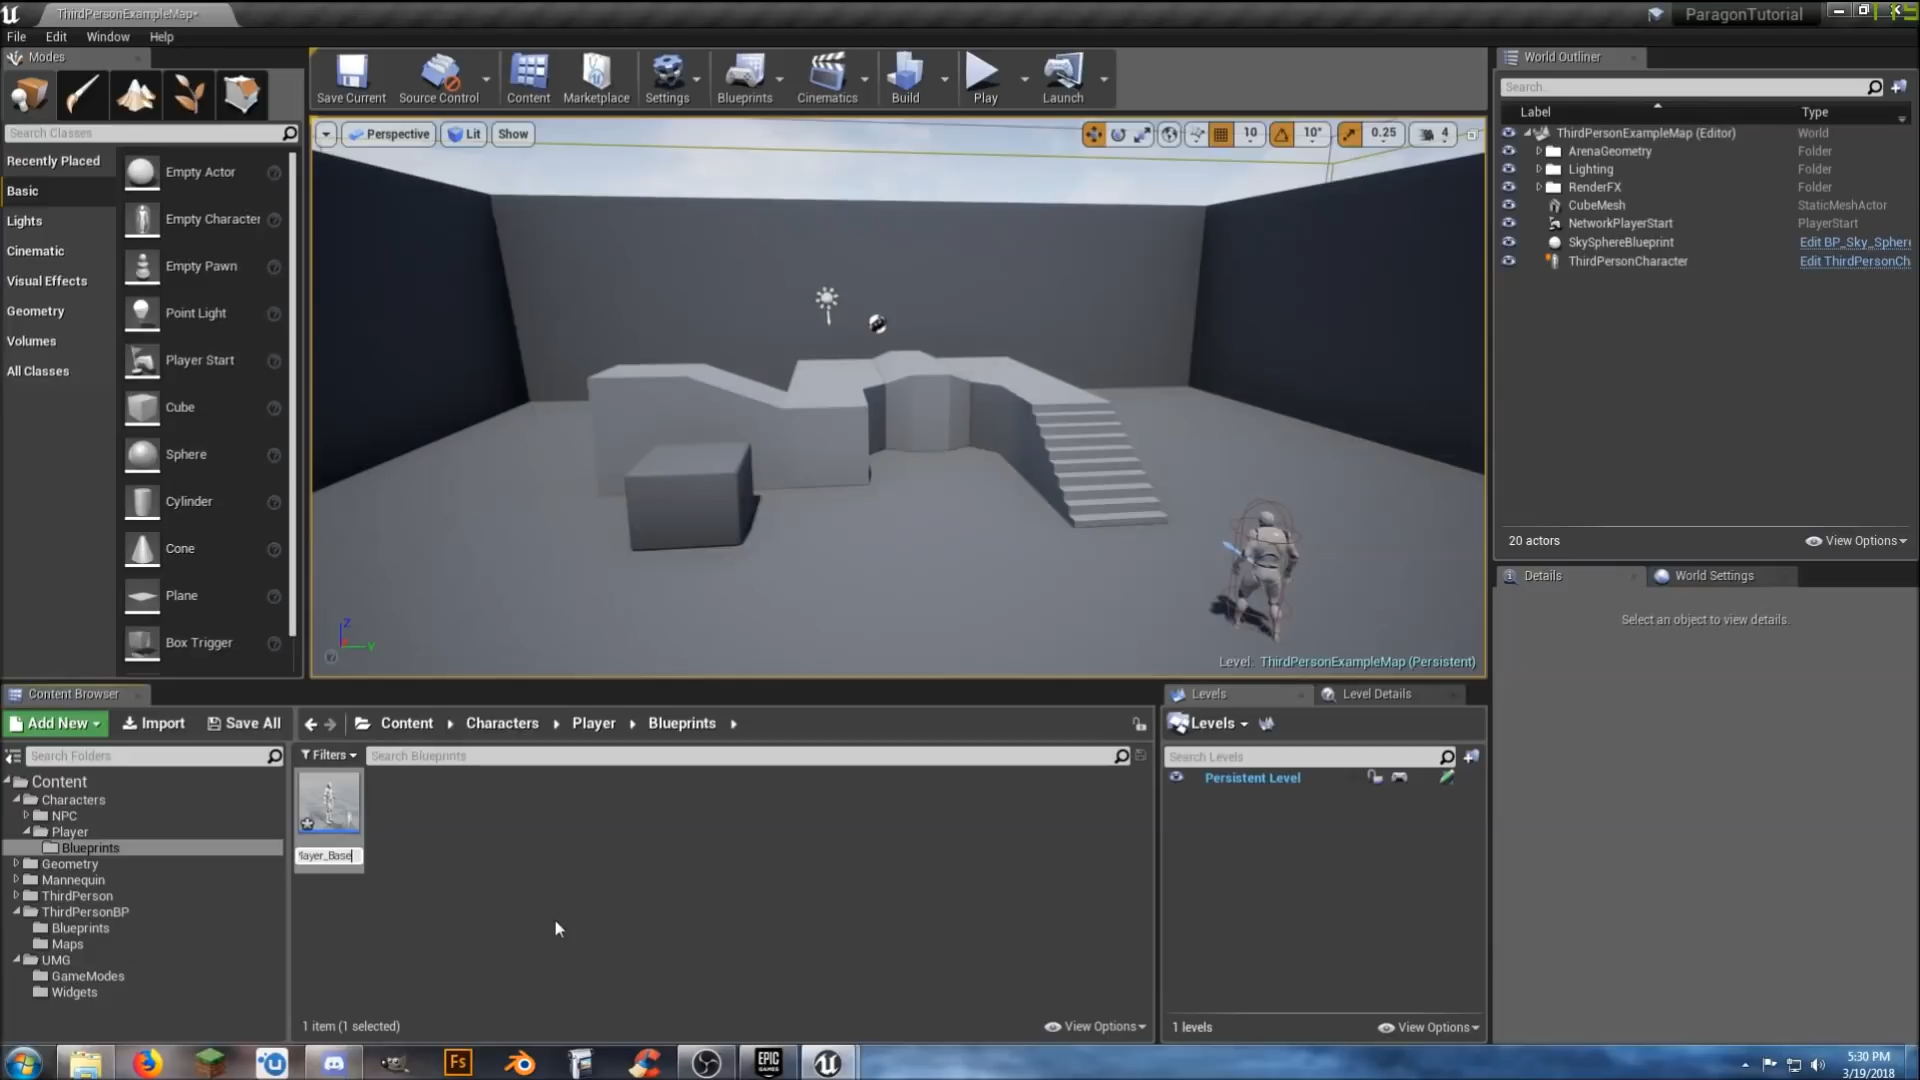 ThirdPersonExampleMap*
ParagonTutorial
File Edit Window Help
Modes
Search Classes
Recently Placed
Basic
Lights
Cinematic
Visual Effects
Geometry
Volumes
All Classes
Empty Actor
Empty Character
Empty Pawn
Point Light
Player Start
Cube
Sphere
Cylinder
Cone
Plane
Box Trigger
Save Current
Source Control
Content
Marketplace
Settings
Blueprints
Cinematics
Build
Play
Launch
Perspective
Lit
Show
10
10°
0.25
4
Z
Y
Level: ThirdPersonExampleMap (Persistent)
World Outliner
Search...
Label Type
ThirdPersonExampleMap (Editor) World
ArenaGeometry Folder
Lighting Folder
RenderFX Folder
CubeMesh StaticMeshActor
NetworkPlayerStart PlayerStart
SkySphereBlueprint Edit BP_Sky_Sphere
ThirdPersonCharacter Edit ThirdPersonCh
20 actors
View Options
Details
World Settings
Select an object to view details.
Content Browser
Add New
Import
Save All
Content Characters Player Blueprints
Search Folders
Content
Characters
NPC
Player
Blueprints
Geometry
Mannequin
ThirdPerson
ThirdPersonBP
Blueprints
Maps
UMG
GameModes
Widgets
Filters
Search Blueprints
layer_Base
1 item (1 selected)
View Options
Levels
Level Details
Levels
Search Levels
Persistent Level
1 levels
View Options
Fs
EPIC
GAMES
5:30 PM
3/19/2018